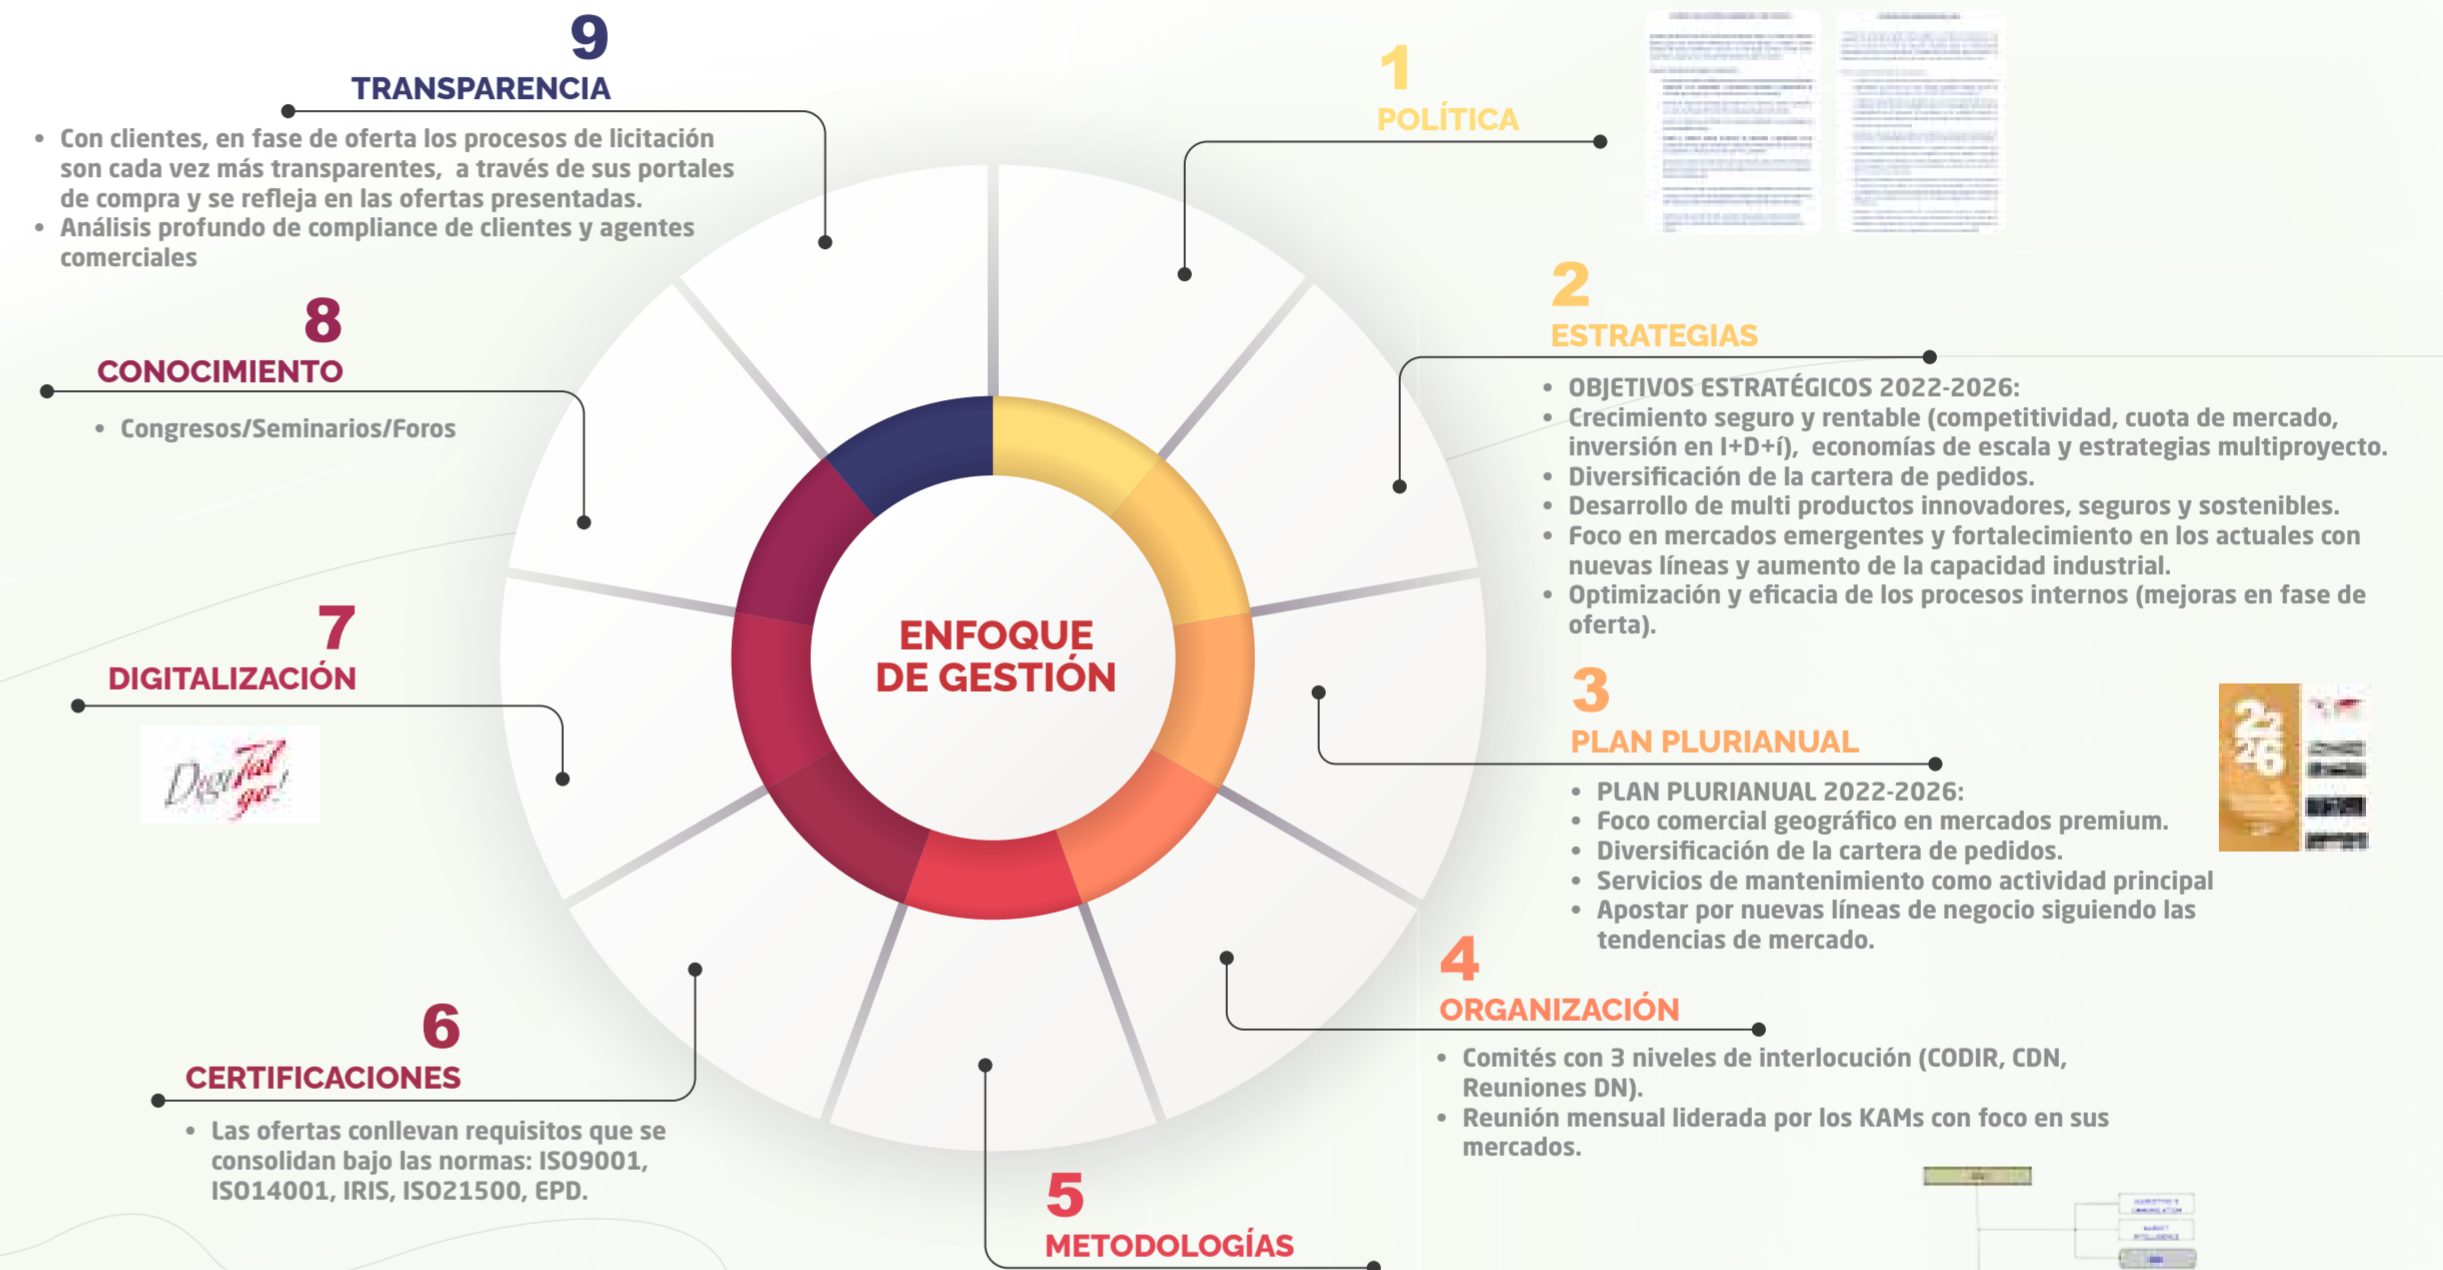 9
TRANSPARENCIA
• Con clientes, en fase de oferta los procesos de licitación
son cada vez más transparentes, a través de sus portales
de compra y se refleja en las ofertas presentadas.
• Análisis profundo de compliance de clientes y agentes
comerciales
1
POLÍTICA
2
ESTRATEGIAS
• OBJETIVOS ESTRATÉGICOS 2022-2026:
• Crecimiento seguro y rentable (competitividad, cuota de mercado,
inversión en I+D+í), economías de escala y estrategias multiproyecto.
• Diversificación de la cartera de pedidos.
• Desarrollo de multi productos innovadores, seguros y sostenibles.
• Foco en mercados emergentes y fortalecimiento en los actuales con
nuevas líneas y aumento de la capacidad industrial.
• Optimización y eficacia de los procesos internos (mejoras en fase de
oferta).
8
CONOCIMIENTO
• Congresos/Seminarios/Foros
ENFOQUE
DE GESTIÓN
7
DIGITALIZACIÓN
DigiTal
go!
3
PLAN PLURIANUAL
• PLAN PLURIANUAL 2022-2026:
• Foco comercial geográfico en mercados premium.
• Diversificación de la cartera de pedidos.
• Servicios de mantenimiento como actividad principal
• Apostar por nuevas líneas de negocio siguiendo las
tendencias de mercado.
22
26
4
ORGANIZACIÓN
• Comités con 3 niveles de interlocución (CODIR, CDN,
Reuniones DN).
• Reunión mensual liderada por los KAMs con foco en sus
mercados.
6
CERTIFICACIONES
• Las ofertas conllevan requisitos que se
consolidan bajo las normas: ISO9001,
ISO14001, IRIS, ISO21500, EPD.
5
METODOLOGÍAS
MARKET
INTELLIGENCE